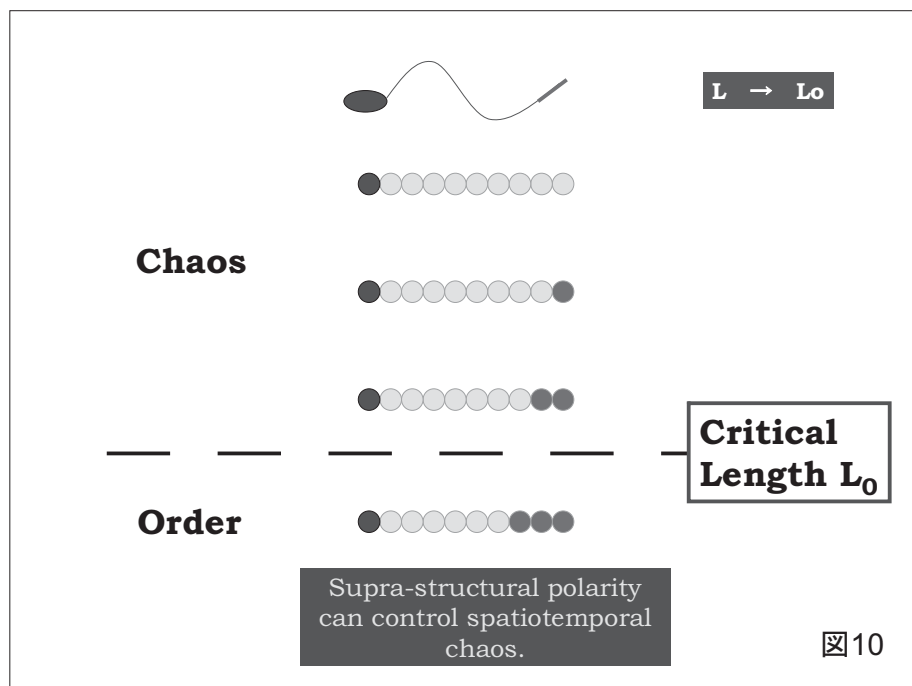 L → Lo
Chaos
Critical
Length L₀
Order
Supra-structural polarity
can control spatiotemporal
chaos.
図10